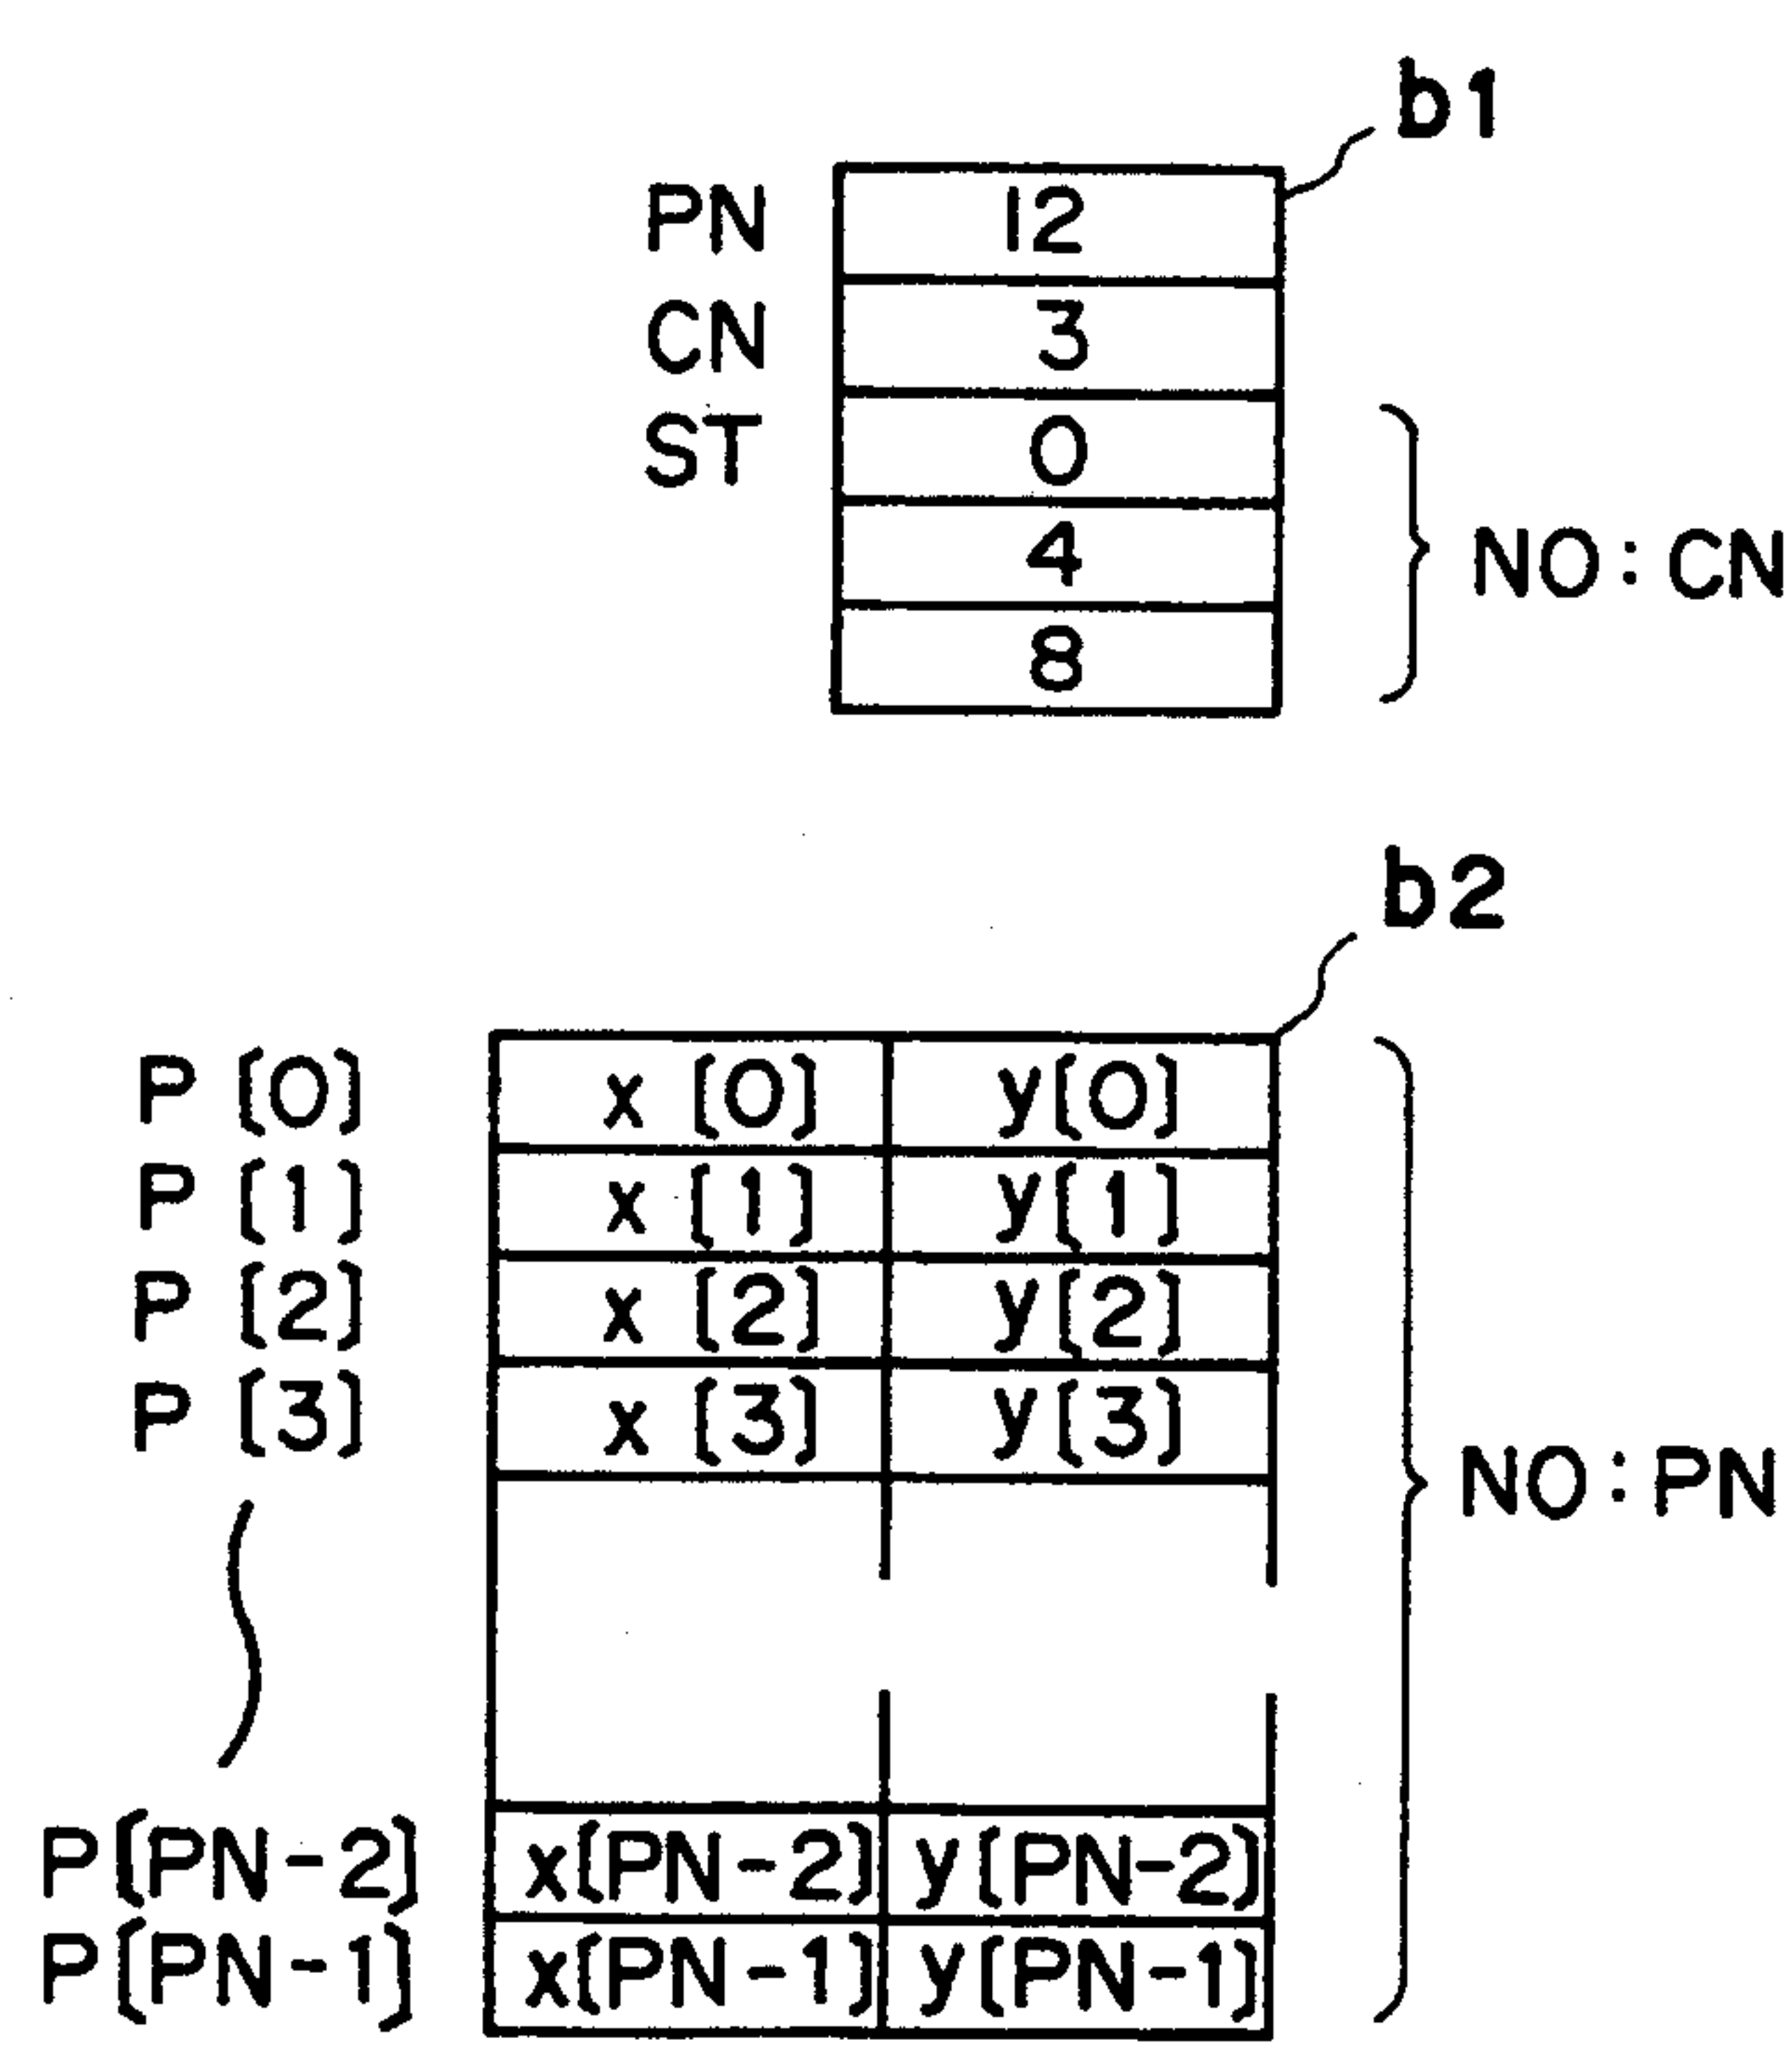 b1
PN 12
CN 3
ST 0
4
NO:CN
8
b2
P[0] x[0] y[0]
P[1] x[1] y[1]
P[2] x[2] y[2]
P[3] x[3] y[3]
NO:PN
P[PN-2] x[PN-2] y[PN-2]
P[PN-1] x[PN-1] y[PN-1]